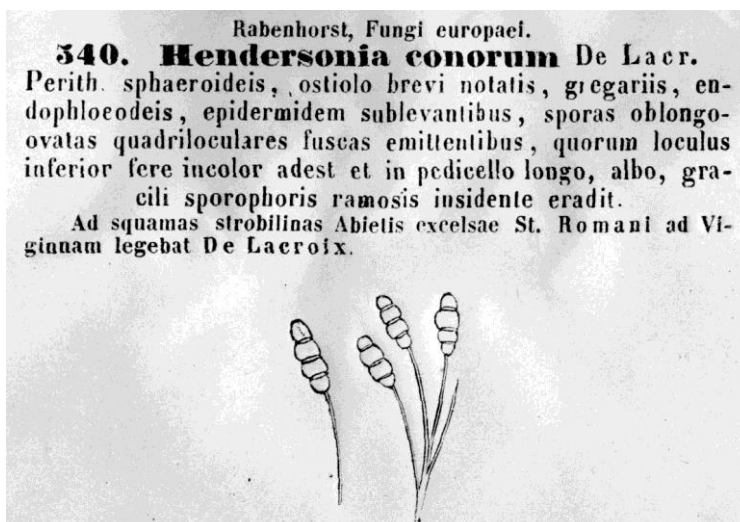 Rabenhorst, Fungi europaei.
540. Hendersonia conorum De Lacr.
Perith. sphaeroideis, ostiolo brevi notatis, gregariis, en-
dophloeodeis, epidermidem sublevantibus, sporas oblongo-
ovatas quadriloculares fuscas emittentibus, quorum loculus
inferior fere incolor adest et in pedicello longo, albo, gra-
cili sporophoris ramosis insidente eradit.
Ad squamas strobilinas Abietis excelsae St. Romani ad Vi-
ginnam legebat De Lacroix.